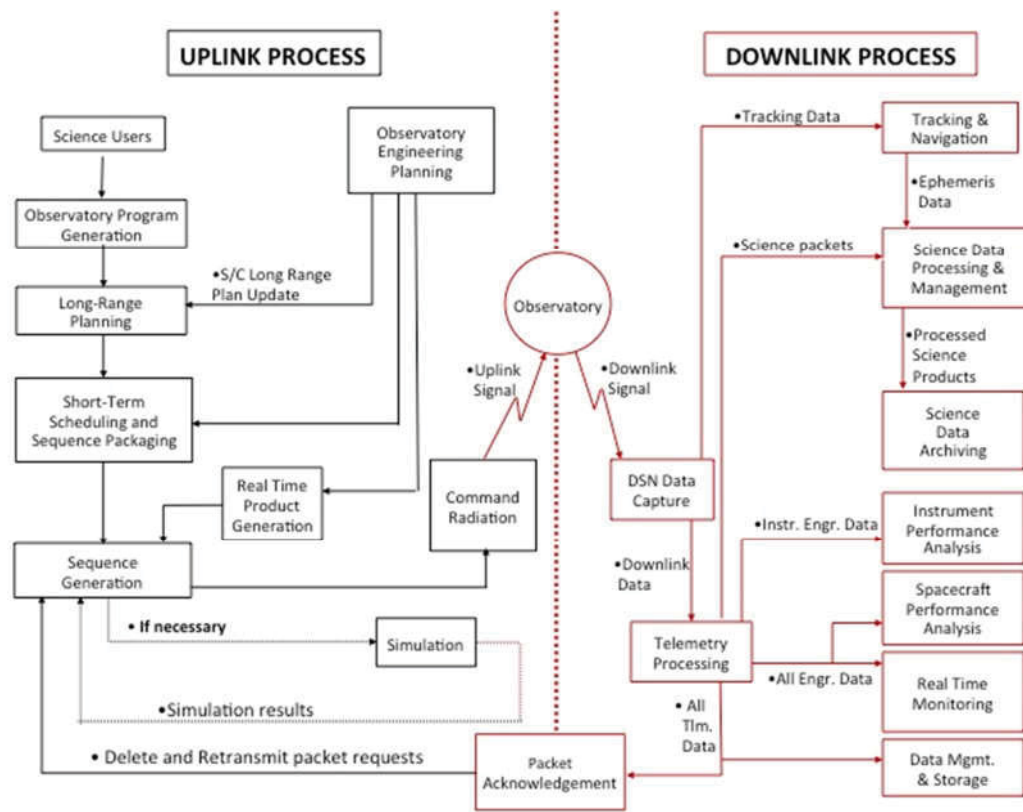 UPLINK PROCESS
DOWNLINK PROCESS
Science Users
Observatory
Engineering
Planning
•Tracking Data
Tracking &
Navigation
•Ephemeris
Data
Observatory Program
Generation
•S/C Long Range
Plan Update
Long-Range
Planning
•Science packets
Science Data
Processing &
Management
Observatory
•Uplink
Signal
•Downlink
Signal
•Processed
Science
Products
Short-Term
Scheduling and
Sequence Packaging
Science
Data
Archiving
Real Time
Product
Generation
Command
Radiation
DSN Data
Capture
•Instr. Engr. Data
Instrument
Performance
Analysis
Sequence
Generation
•Downlink
Data
Spacecraft
Performance
Analysis
• If necessary
Simulation
Telemetry
Processing
•All Engr. Data
Real Time
Monitoring
•Simulation results
• All
Tlm.
Data
• Delete and Retransmit packet requests
Packet
Acknowledgement
Data Mgmt.
& Storage